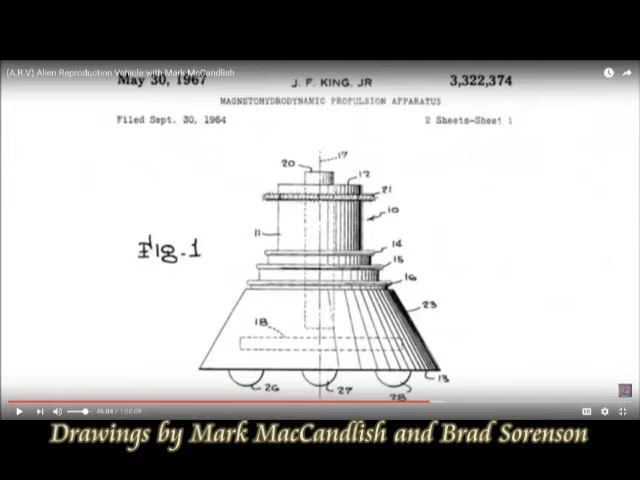 (A.R.V) Alien Reproduction Vehicle with Mark McCandlish
May 30, 1967 J. F. KING, JR 3,322,374
MAGNETOHYDRODYNAMIC PROPULSION APPARATUS
Filed Sept. 30, 1964 2 Sheets-Sheet 1
20 17
12
21
10
11
Fig-1
14
15
16
23
18
13
26 27 28
46:04 / 1:08:09
Drawings by Mark MacCandlish and Brad Sorenson